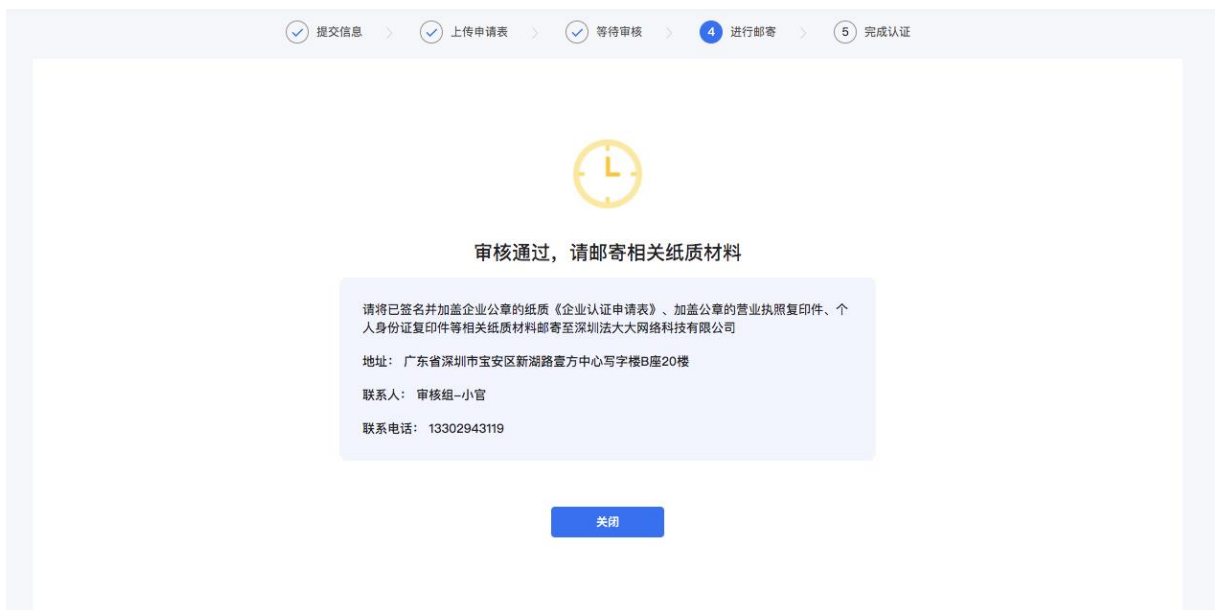 提交信息 > 上传申请表 > 等待审核 > 4 进行邮寄 > 5 完成认证
审核通过，请邮寄相关纸质材料
请将已签名并加盖企业公章的纸质《企业认证申请表》、加盖公章的营业执照复印件、个
人身份证复印件等相关纸质材料邮寄至深圳法大大网络科技有限公司
地址： 广东省深圳市宝安区新湖路壹方中心写字楼B座20楼
联系人： 审核组-小官
联系电话： 13302943119
关闭